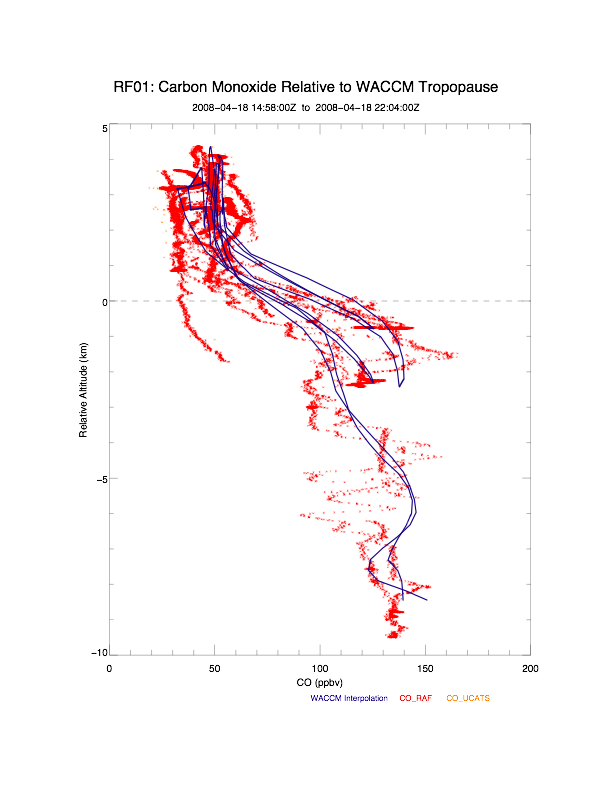 RF01: Carbon Monoxide Relative to WACCM Tropopause
2008-04-18 14:58:00Z to 2008-04-18 22:04:00Z
5
0
-5
-10
Relative Altitude (km)
0 50 100 150 200
CO (ppbv)
WACCM Interpolation CO_RAF CO_UCATS